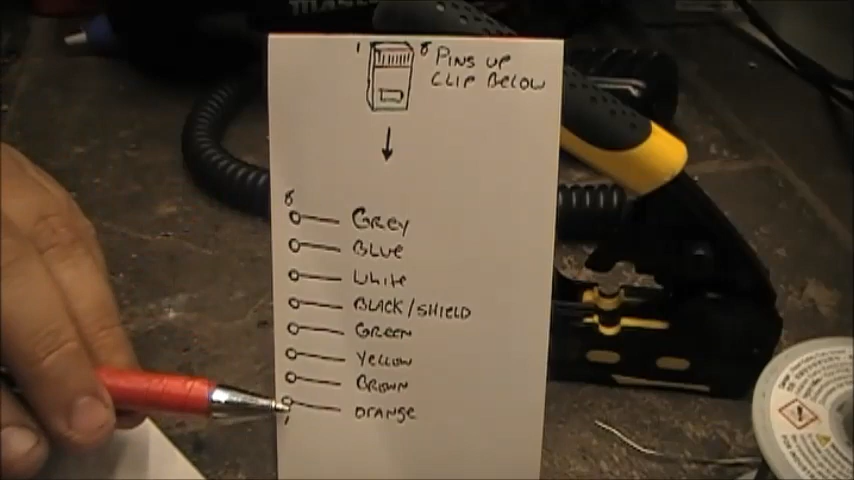 1 8 PINS UP
CLIP BELOW
8
GREY
BLUE
White
BLACK/SHIELD
GREEN
YELLOW
BROWN
ORANGE
1